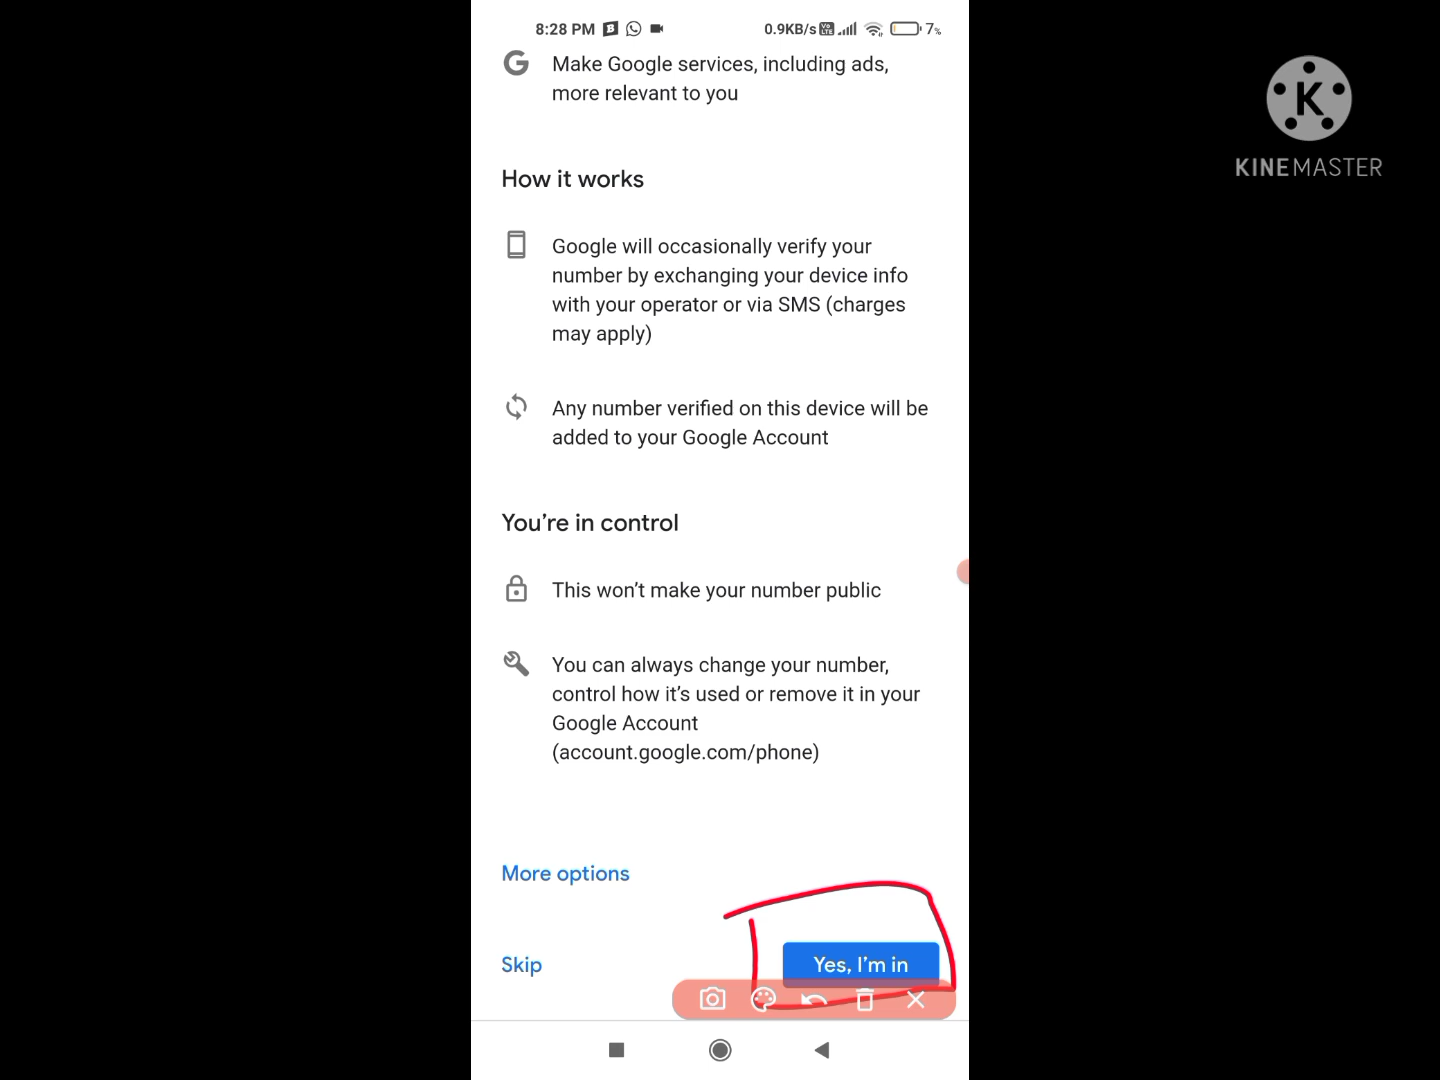 8:28 PM
0.9KB/s
7%
Make Google services, including ads,
more relevant to you
K
KINEMASTER
How it works
Google will occasionally verify your
number by exchanging your device info
with your operator or via SMS (charges
may apply)
Any number verified on this device will be
added to your Google Account
You're in control
This won't make your number public
You can always change your number,
control how it's used or remove it in your
Google Account
(account.google.com/phone)
More options
Skip
Yes, I'm in